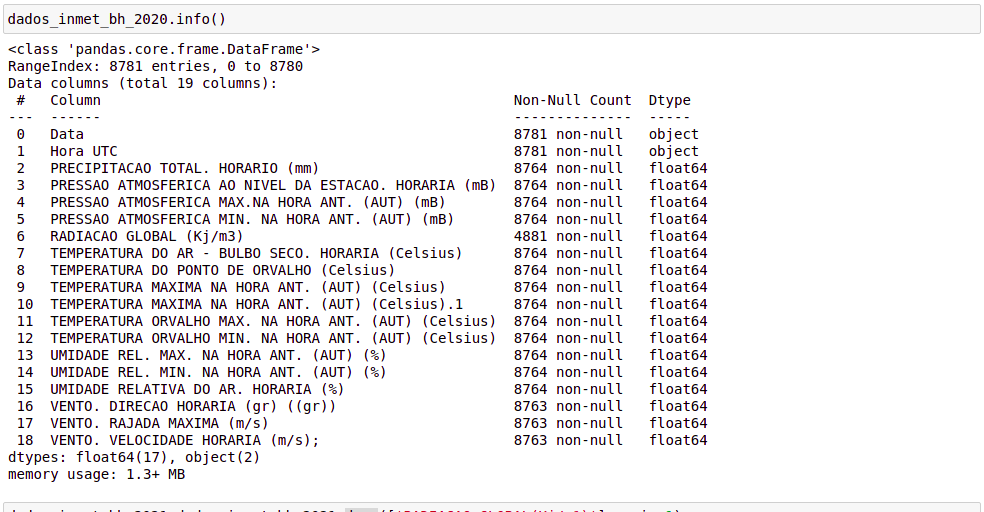 dados_inmet_bh_2020.info()
<class 'pandas.core.frame.DataFrame'>
RangeIndex: 8781 entries, 0 to 8780
Data columns (total 19 columns):
 #   Column                                                 Non-Null Count  Dtype
---  ------                                                 --------------  -----
 0   Data                                                   8781 non-null   object
 1   Hora UTC                                               8781 non-null   object
 2   PRECIPITACAO TOTAL. HORARIO (mm)                       8764 non-null   float64
 3   PRESSAO ATMOSFERICA AO NIVEL DA ESTACAO. HORARIA (mB)  8764 non-null   float64
 4   PRESSAO ATMOSFERICA MAX.NA HORA ANT. (AUT) (mB)        8764 non-null   float64
 5   PRESSAO ATMOSFERICA MIN. NA HORA ANT. (AUT) (mB)       8764 non-null   float64
 6   RADIACAO GLOBAL (Kj/m3)                                4881 non-null   float64
 7   TEMPERATURA DO AR - BULBO SECO. HORARIA (Celsius)      8764 non-null   float64
 8   TEMPERATURA DO PONTO DE ORVALHO (Celsius)              8764 non-null   float64
 9   TEMPERATURA MAXIMA NA HORA ANT. (AUT) (Celsius)        8764 non-null   float64
 10  TEMPERATURA MAXIMA NA HORA ANT. (AUT) (Celsius).1      8764 non-null   float64
 11  TEMPERATURA ORVALHO MAX. NA HORA ANT. (AUT) (Celsius)  8764 non-null   float64
 12  TEMPERATURA ORVALHO MIN. NA HORA ANT. (AUT) (Celsius)  8764 non-null   float64
 13  UMIDADE REL. MAX. NA HORA ANT. (AUT) (%)               8764 non-null   float64
 14  UMIDADE REL. MIN. NA HORA ANT. (AUT) (%)               8764 non-null   float64
 15  UMIDADE RELATIVA DO AR. HORARIA (%)                    8764 non-null   float64
 16  VENTO. DIRECAO HORARIA (gr) ((gr))                     8763 non-null   float64
 17  VENTO. RAJADA MAXIMA (m/s)                             8763 non-null   float64
 18  VENTO. VELOCIDADE HORARIA (m/s);                       8763 non-null   float64
dtypes: float64(17), object(2)
memory usage: 1.3+ MB